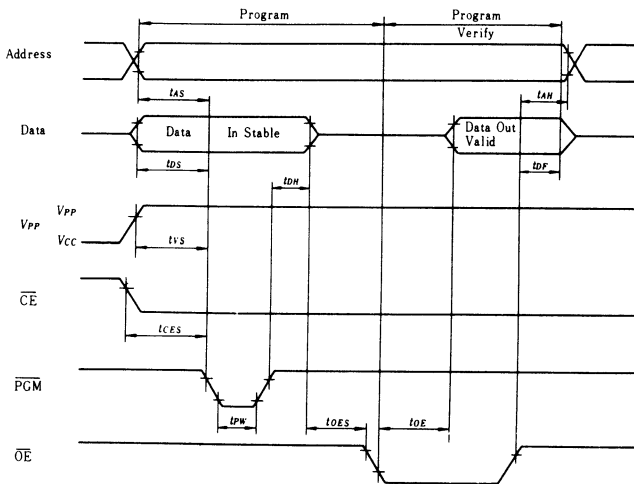 Program Program
Verify
Address
tAS tAH
Data Data In Stable Data Out
Valid
tDS tDH tDF
VPP VPP
VCC
tVS
CE
tCES
PGM
tPW tOES tOE
OE